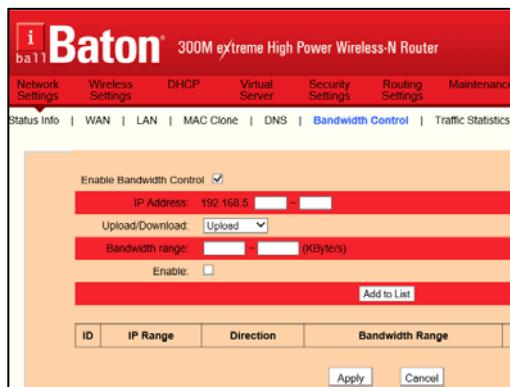 i ball Baton 300M extreme High Power Wireless-N Router
Network Settings Wireless Settings DHCP Virtual Server Security Settings Routing Settings Maintenance
Status Info | WAN | LAN | MAC Clone | DNS | Bandwidth Control | Traffic Statistics
Enable Bandwidth Control
IP Address: 192.168.5. ~
Upload/Download: Upload
Bandwidth range: ~ (KByte/s)
Enable:
Add to List
ID IP Range Direction Bandwidth Range
Apply Cancel